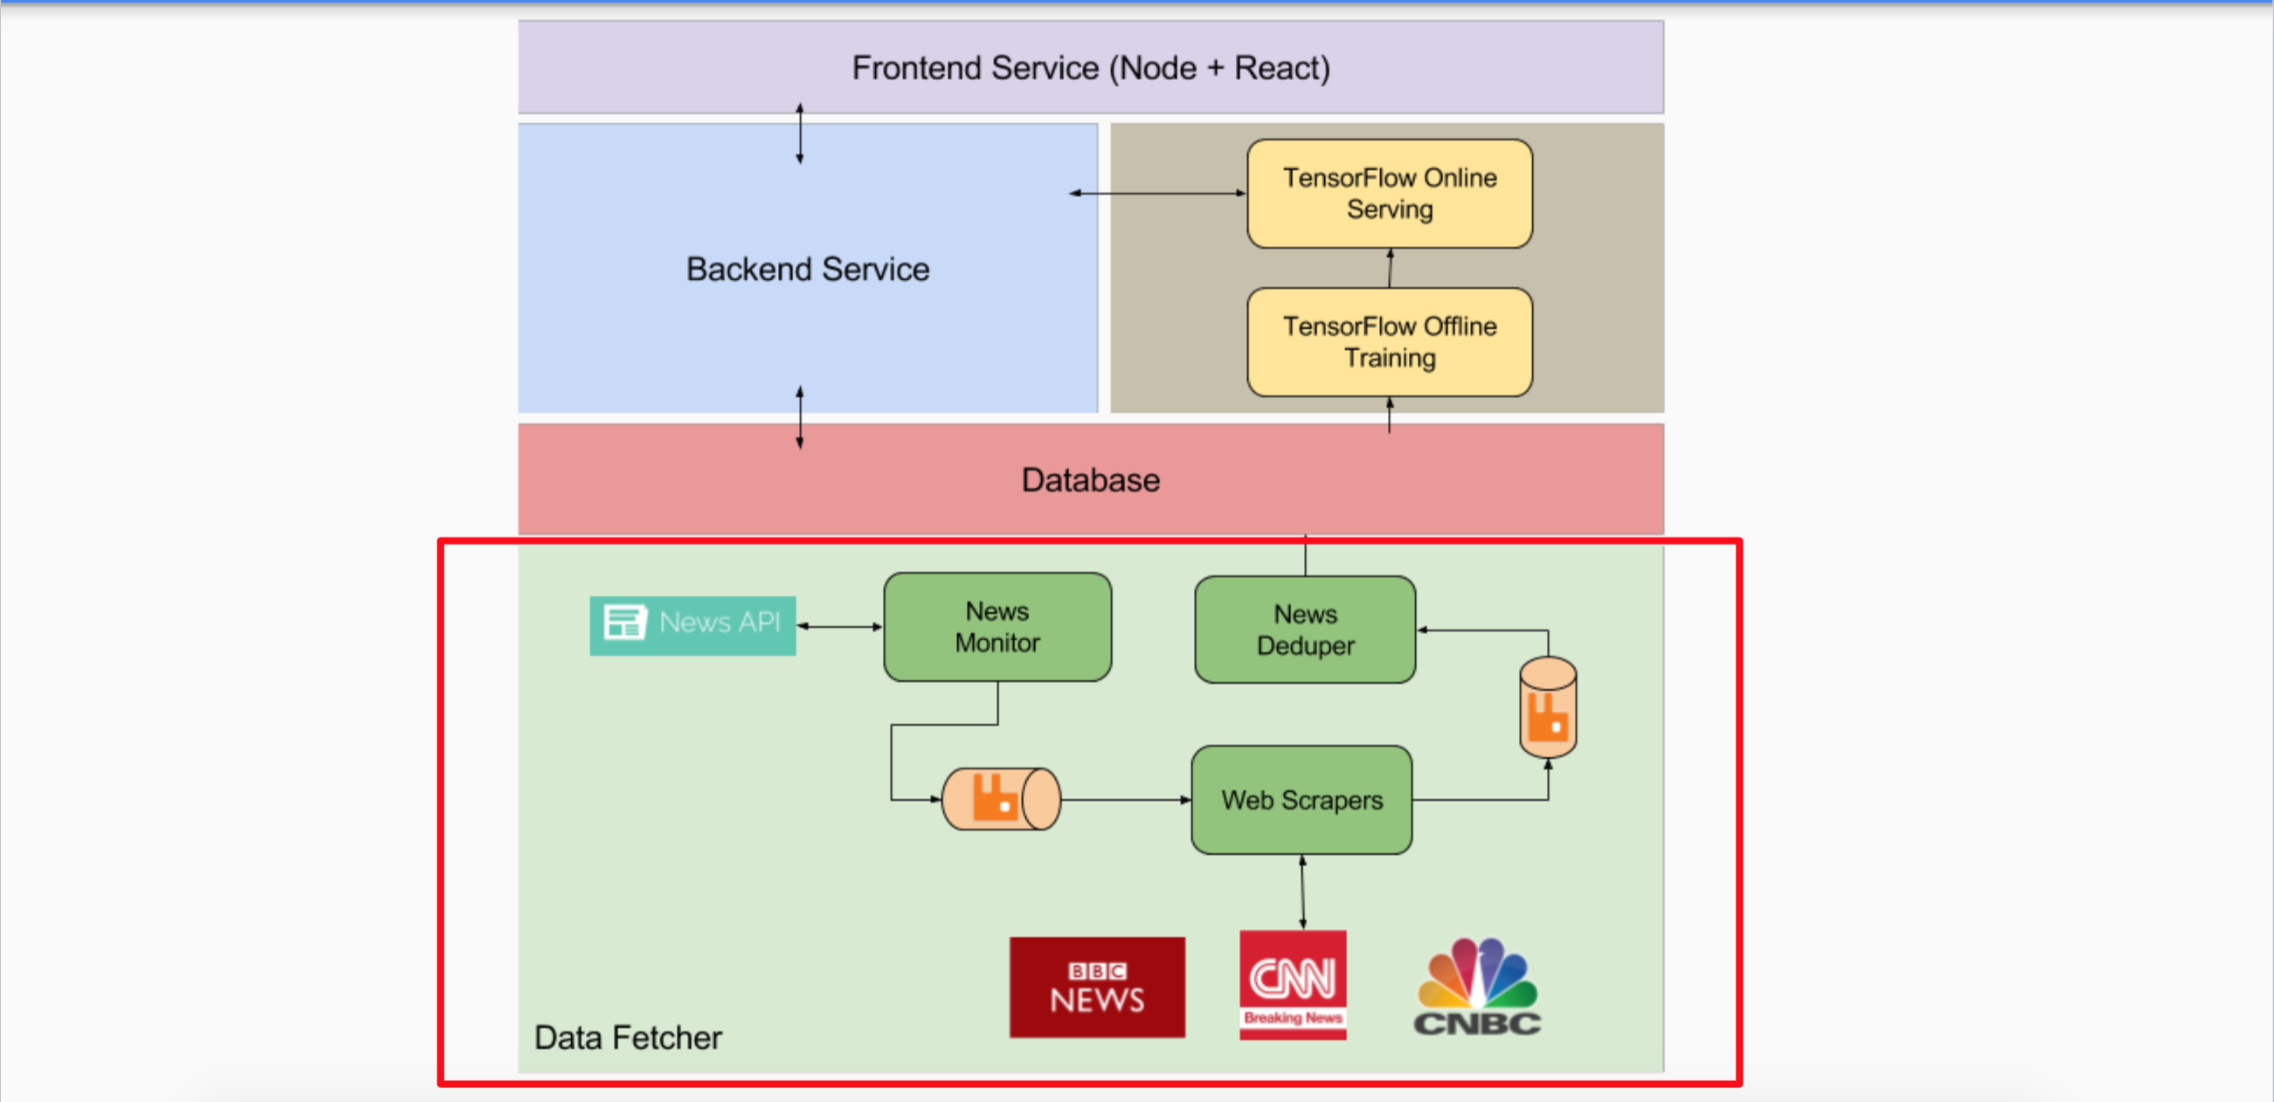 Frontend Service (Node + React)
TensorFlow Online
Serving
Backend Service
TensorFlow Offline
Training
Database
News API
News
Monitor
News
Deduper
Web Scrapers
BBC
NEWS
CNN
Breaking News
CNBC
Data Fetcher